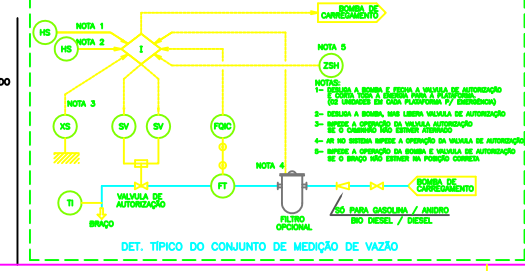 BOMBA DE
CARREGAMENTO
HS
NOTA 1
HS
NOTA 2
I
NOTA 5
ZSH
NOTAS:
1- DESLIGA A BOMBA E FECHA A VALVULA DE AUTORIZAÇÃO
E CORTA TODA A ENERGIA PARA A PLATAFORMA.
(02 UNIDADES EM CADA PLATAFORMA P/ EMERGÊNCIA)
2- DESLIGA A BOMBA, MAS LIBERA VALVULA DE AUTORIZAÇÃO
3- IMPEDE A OPERAÇÃO DA VALVULA AUTORIZAÇÃO
SE O CAMINHÃO NÃO ESTIVER ATERRADO
4- AR NO SISTEMA IMPEDE A OPERAÇÃO DA VALVULA DE AUTORIZAÇÃO
5- IMPEDE A OPERAÇÃO DA BOMBA E VALVULA DE AUTORIZAÇÃO
SE O BRAÇO NÃO ESTIVER NA POSIÇÃO CORRETA
DO
NOTA 3
XS
SV
SV
FQIC
NOTA 4
TI
FT
BOMBA DE
CARREGAMENTO
VALVULA DE
AUTORIZAÇÃO
BRAÇO
FILTRO
OPCIONAL
SÓ PARA GASOLINA / ANIDRO
BIO DIESEL / DIESEL
DET. TÍPICO DO CONJUNTO DE MEDIÇÃO DE VAZÃO